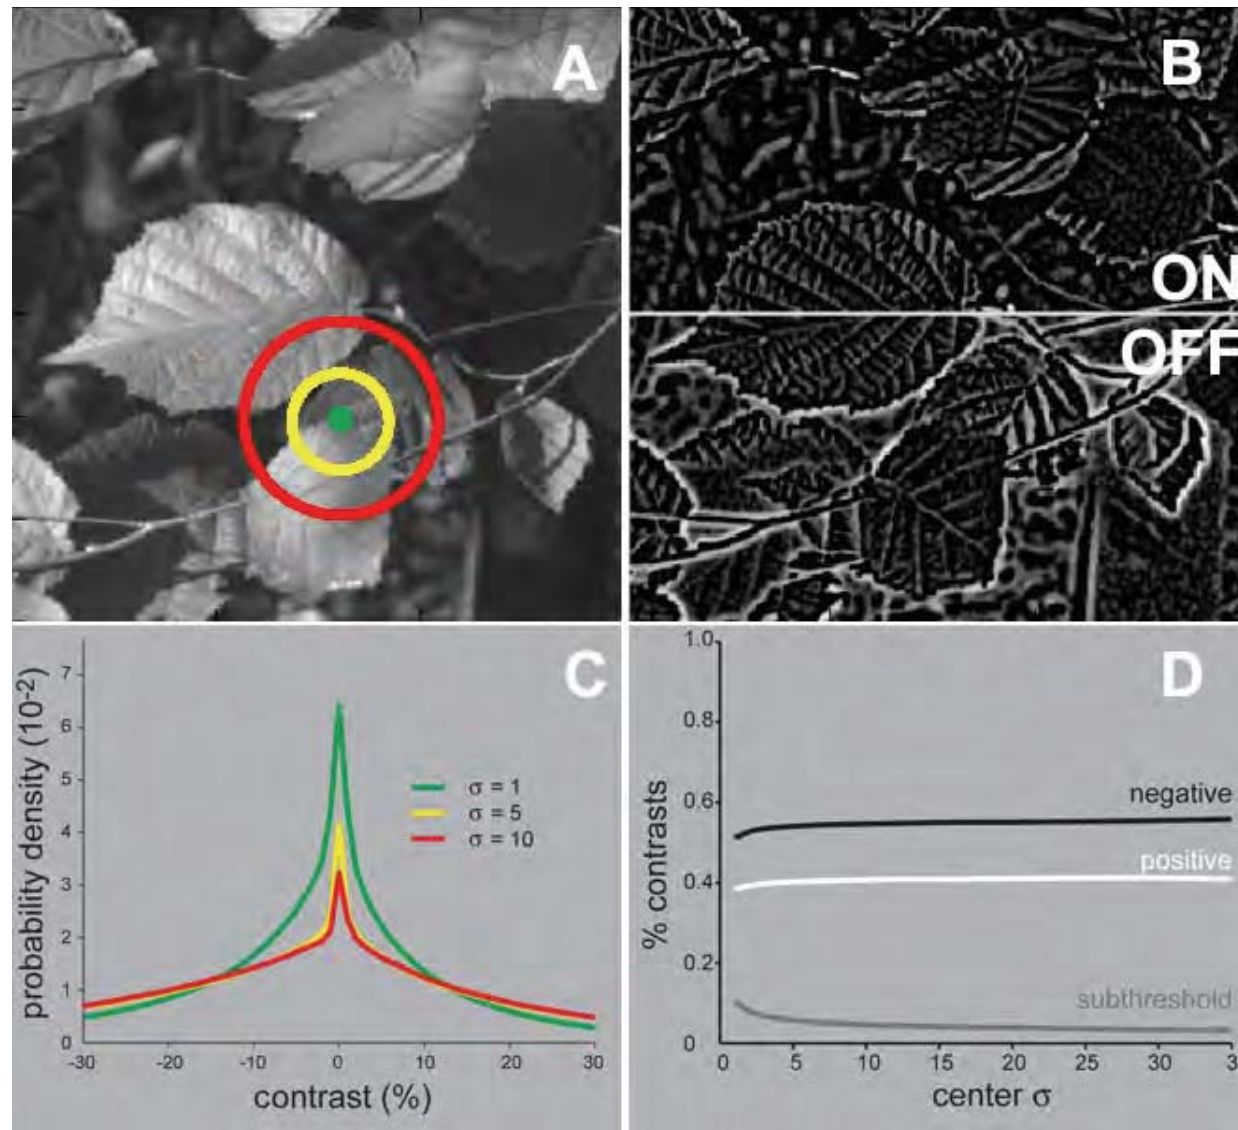 A
B
ON
OFF
C
probability density (10-2)
7
6
5
4
3
2
1
0
σ = 1
σ = 5
σ = 10
-30 -20 -10 0 10 20 30
contrast (%)
D
% contrasts
1.0
0.8
0.6
0.4
0.2
0
negative
positive
subthreshold
0 5 10 15 20 25 30 3
center σ